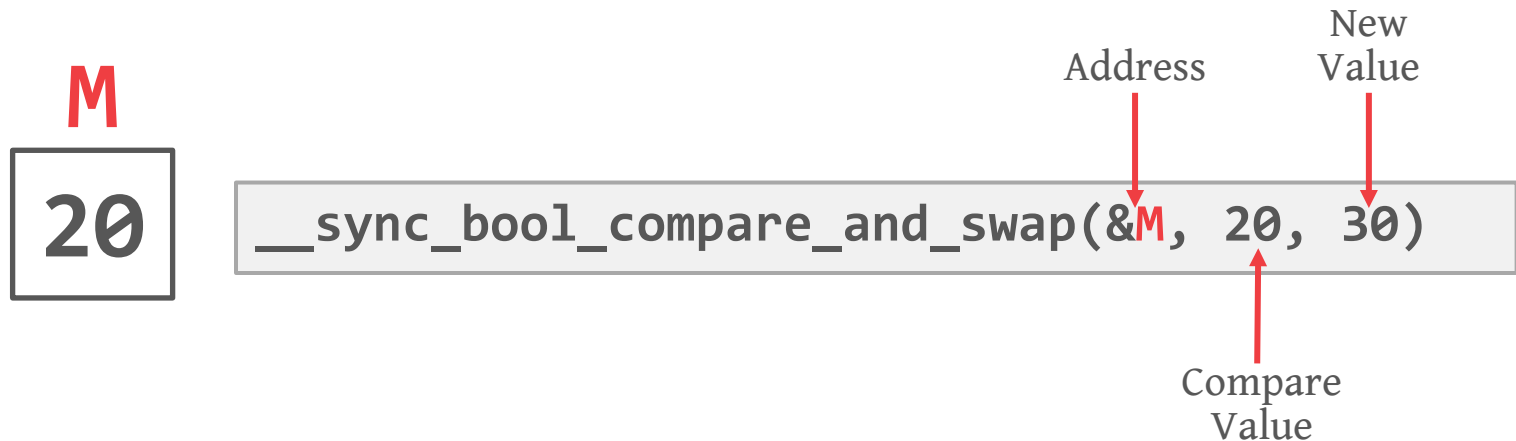 New
Value
Address
M
20
__sync_bool_compare_and_swap(&M, 20, 30)
Compare
Value